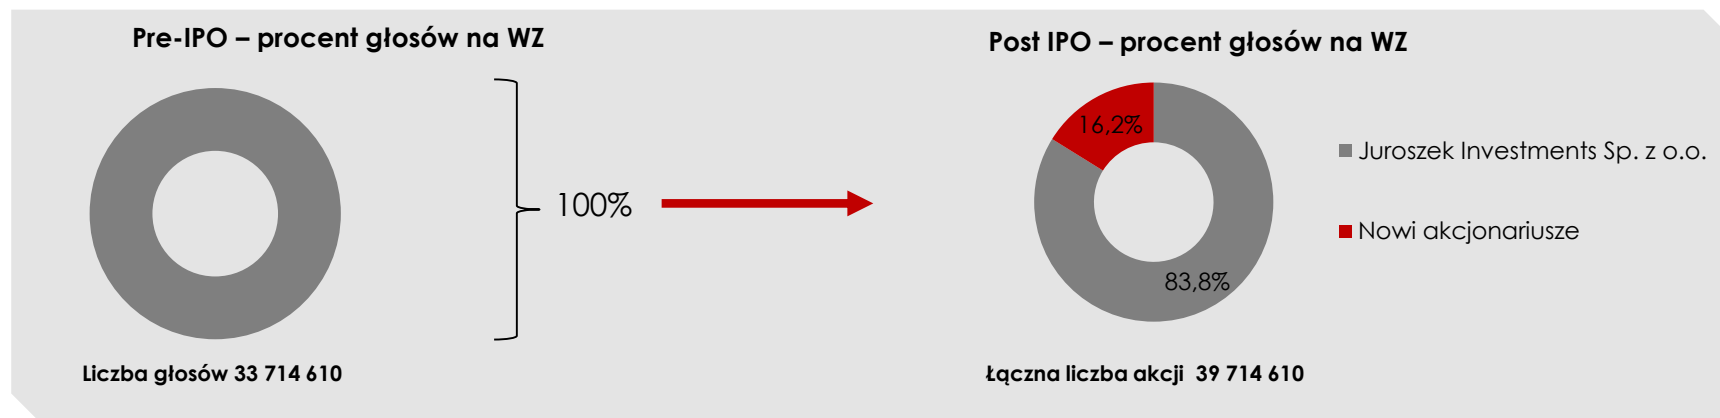 Pre-IPO – procent głosów na WZ
100%
Liczba głosów 33 714 610
Post IPO – procent głosów na WZ
16,2%
83,8%
Juroszek Investments Sp. z o.o.
Nowi akcjonariusze
Łączna liczba akcji 39 714 610